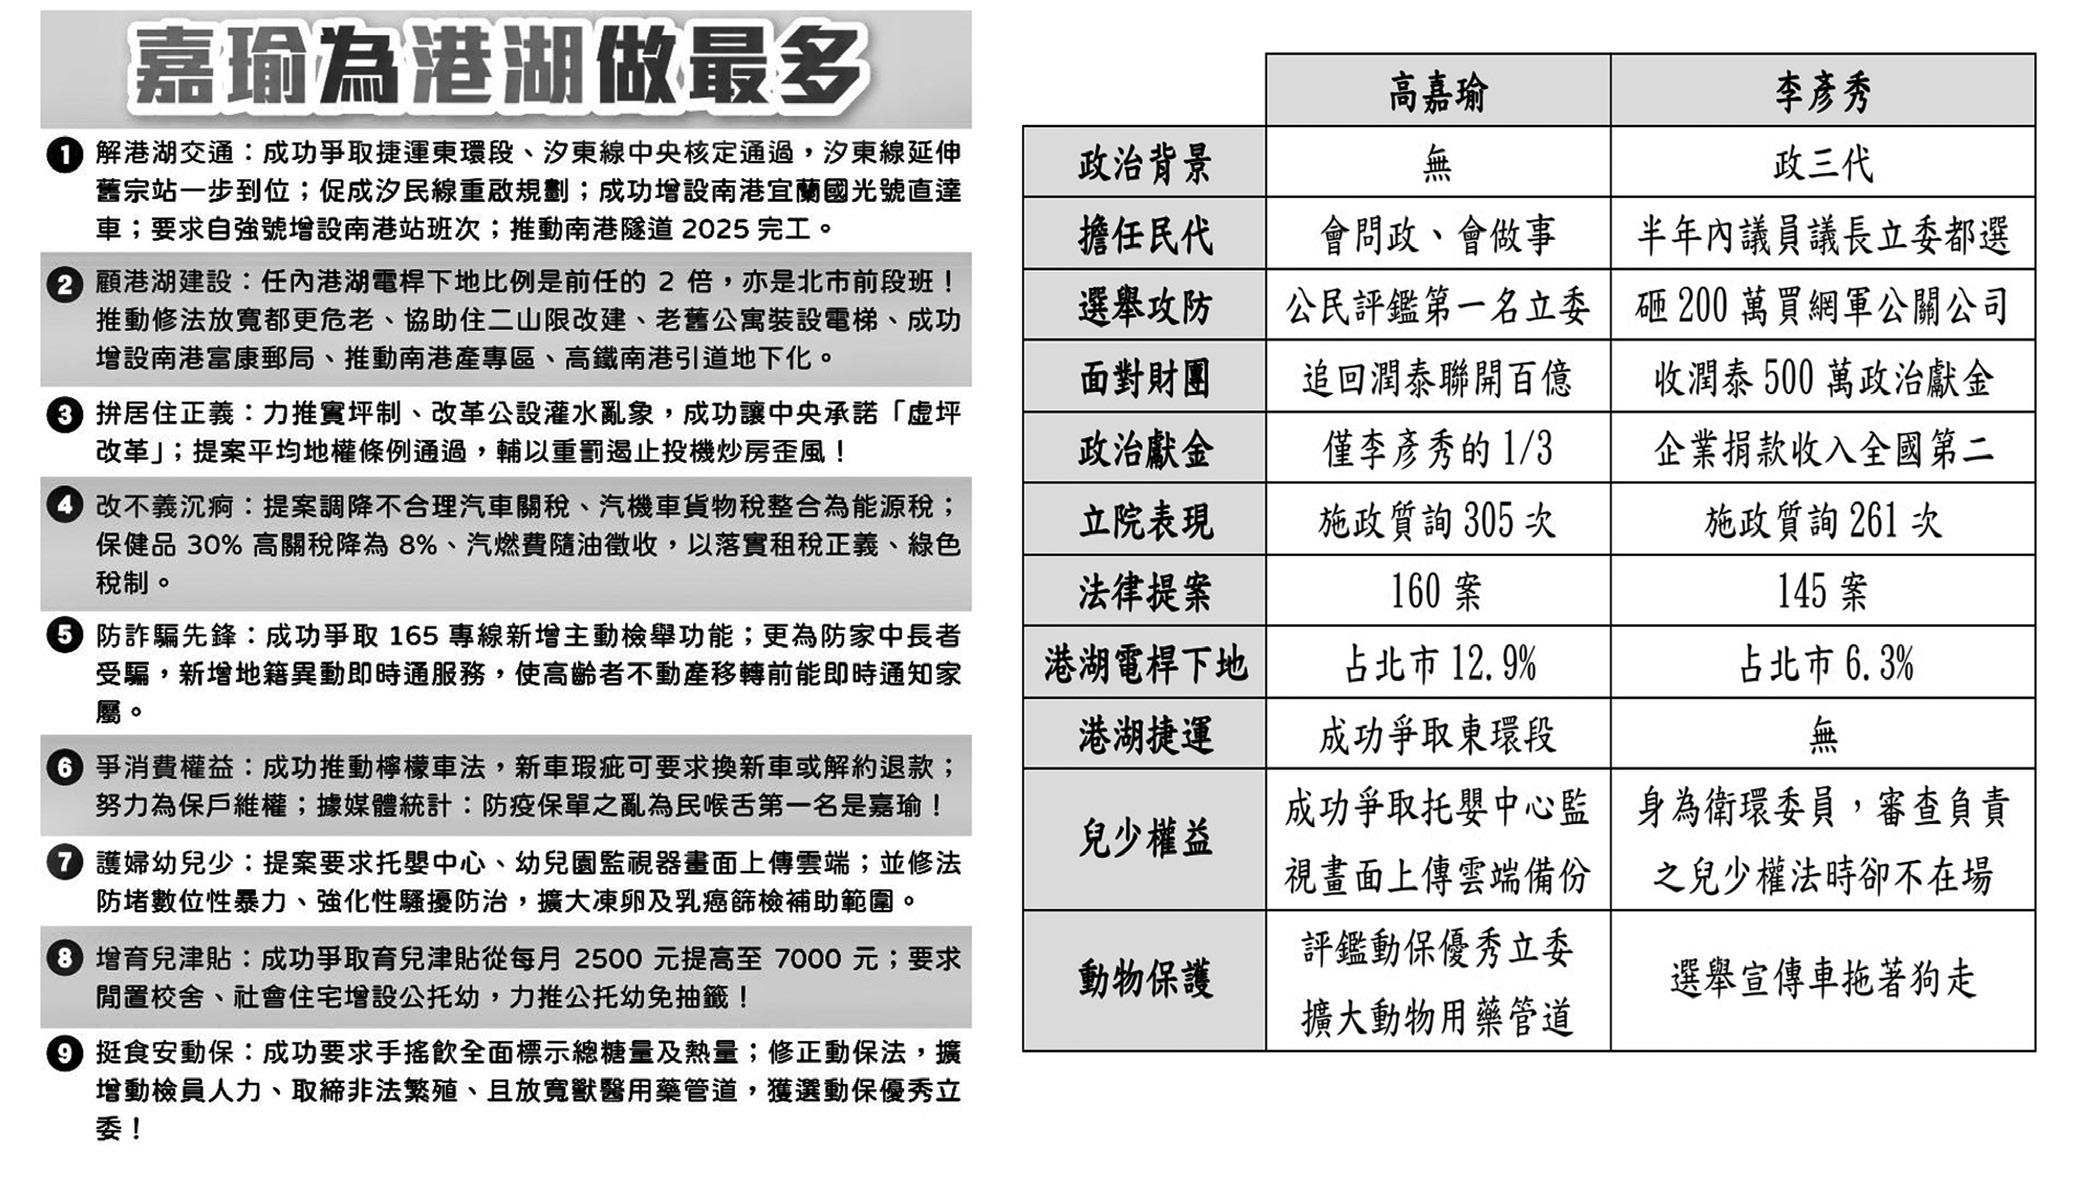 嘉瑜為港湖做最多
1 解港湖交通：成功爭取捷運東環段、汐東線中央核定通過，汐東線延伸
舊宗站一步到位；促成汐民線重啟規劃；成功增設南港宜蘭國光號直達
車；要求自強號增設南港站班次；推動南港隧道 2025 完工。
2 顧港湖建設：任內港湖電桿下地比例是前任的 2 倍，亦是北市前段班！
推動修法放寬都更危老、協助住二山限改建、老舊公寓裝設電梯、成功
增設南港富康郵局、推動南港產專區、高鐵南港引道地下化。
3 拚居住正義：力推實坪制、改革公設灌水亂象，成功讓中央承諾「虛坪
改革」；提案平均地權條例通過，輔以重罰遏止投機炒房歪風！
4 改不義沉痾：提案調降不合理汽車關稅、汽機車貨物稅整合為能源稅；
保健品 30% 高關稅降為 8%、汽燃費隨油徵收，以落實租稅正義、綠色
稅制。
5 防詐騙先鋒：成功爭取 165 專線新增主動檢舉功能；更為防家中長者
受騙，新增地籍異動即時通服務，使高齡者不動產移轉前能即時通知家
屬。
6 爭消費權益：成功推動檸檬車法，新車瑕疵可要求換新車或解約退款；
努力為保戶維權；據媒體統計：防疫保單之亂為民喉舌第一名是嘉瑜！
7 護婦幼兒少：提案要求托嬰中心、幼兒園監視器畫面上傳雲端；並修法
防堵數位性暴力、強化性騷擾防治，擴大凍卵及乳癌篩檢補助範圍。
8 增育兒津貼：成功爭取育兒津貼從每月 2500 元提高至 7000 元；要求
閒置校舍、社會住宅增設公托幼，力推公托幼免抽籤！
9 挺食安動保：成功要求手搖飲全面標示總糖量及熱量；修正動保法，擴
增動檢員人力、取締非法繁殖、且放寬獸醫用藥管道，獲選動保優秀立
委！
高嘉瑜 李彥秀
政治背景 無 政三代
擔任民代 會問政、會做事 半年內議員議長立委都選
選舉攻防 公民評鑑第一名立委 砸 200 萬買網軍公關公司
面對財團 追回潤泰聯開百億 收潤泰 500 萬政治獻金
政治獻金 僅李彥秀的 1/3 企業捐款收入全國第二
立院表現 施政質詢 305 次 施政質詢 261 次
法律提案 160 案 145 案
港湖電桿下地 占北市 12.9% 占北市 6.3%
港湖捷運 成功爭取東環段 無
兒少權益 成功爭取托嬰中心監 身為衛環委員，審查負責
視畫面上傳雲端備份 之兒少權法時卻不在場
動物保護 評鑑動保優秀立委 選舉宣傳車拖著狗走
擴大動物用藥管道